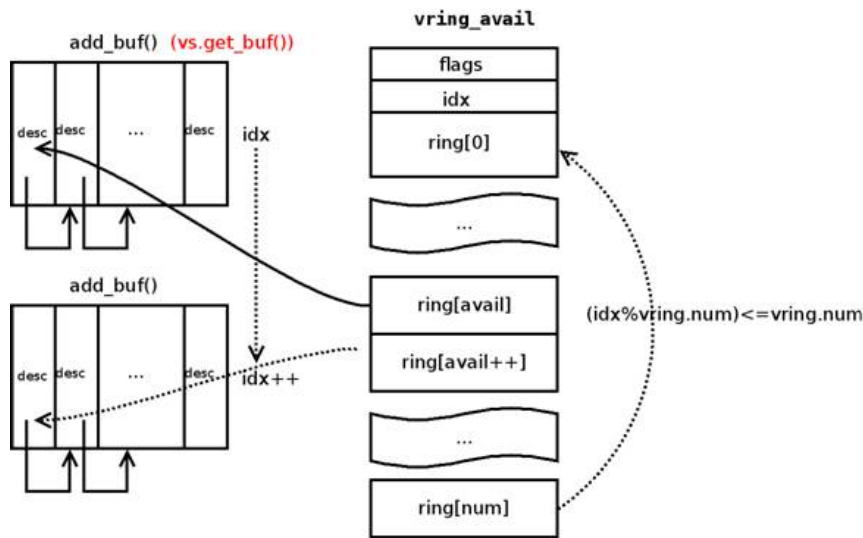 vring_avail
add_buf() (vs.get_buf())
flags
idx
ring[0]
desc desc ... desc
idx
...
add_buf()
ring[avail]
(idx%vring.num)<=vring.num
ring[avail++]
desc desc ... desc
idx++
...
ring[num]